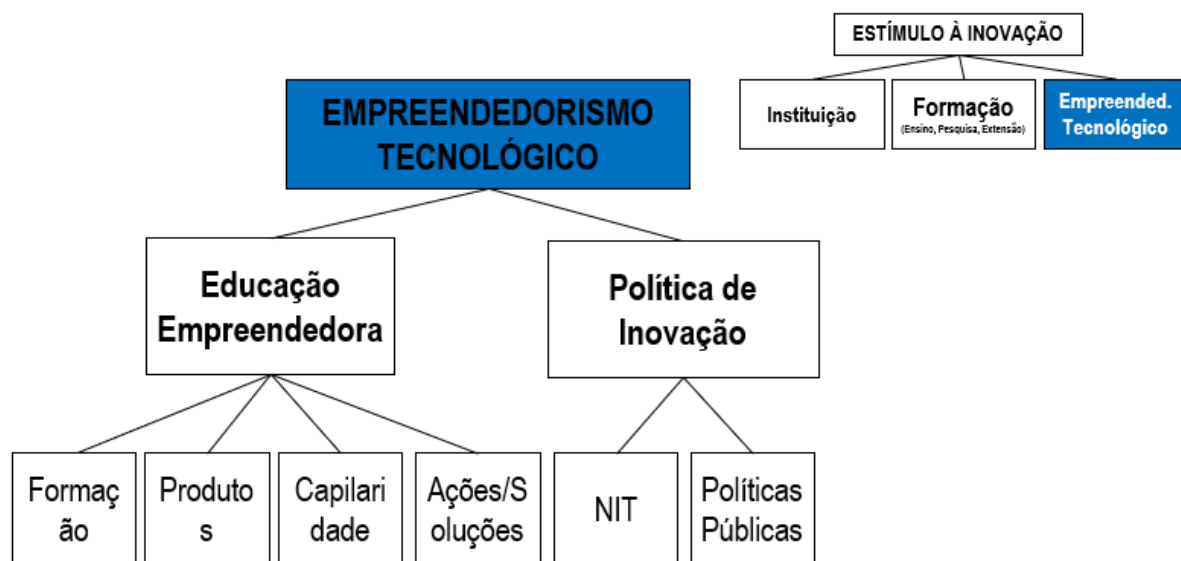 ESTÍMULO À INOVAÇÃO
Instituição
Formação
(Ensino, Pesquisa, Extensão)
Empreended.
Tecnológico
EMPREENDEDORISMO
TECNOLÓGICO
Educação
Empreendedora
Política de
Inovação
Formaç
ão
Produto
s
Capilari
dade
Ações/S
oluções
NIT
Políticas
Públicas